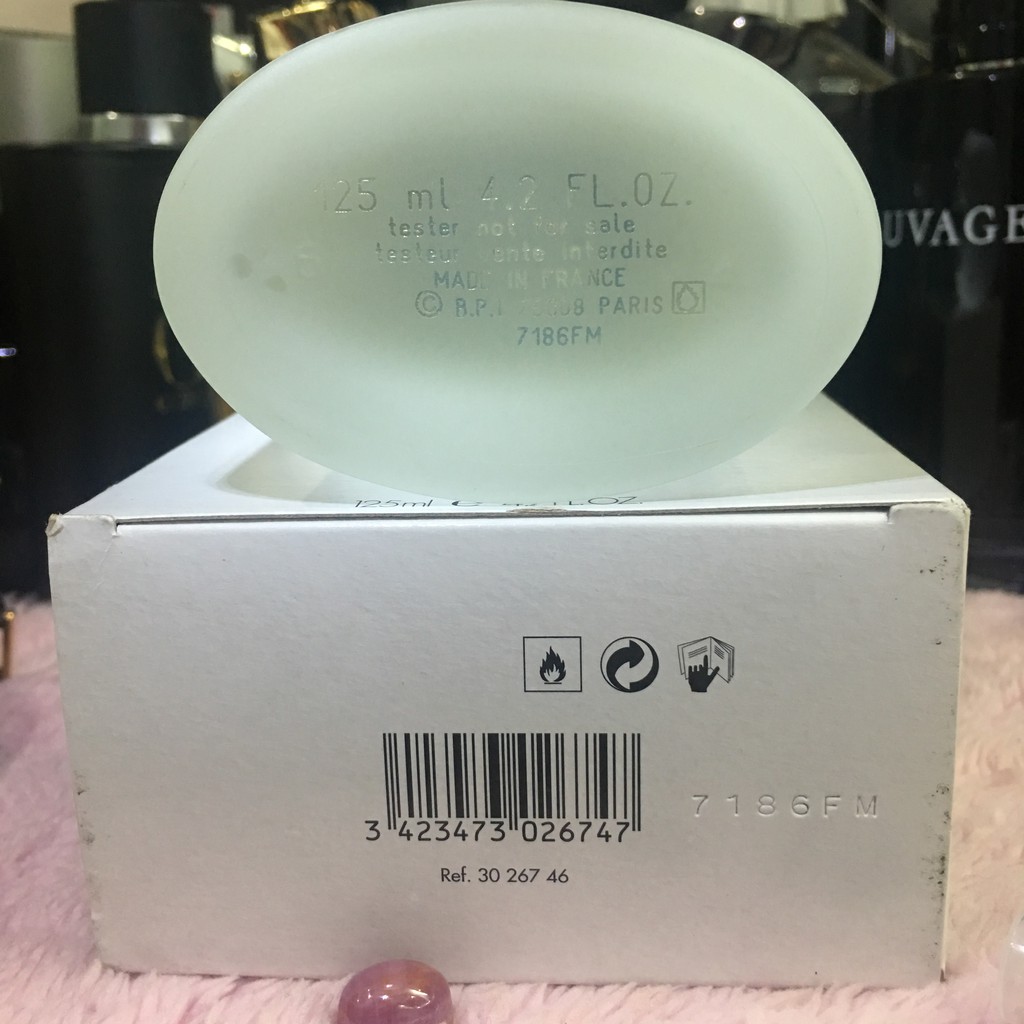 125 ml 4.2 FL.OZ.
tester not for sale
testeur vente interdite
MADE IN FRANCE
© B.P.I PARIS
7186FM
UVAGE
125ml
3 423473 026747
7186FM
Ref. 30 267 46